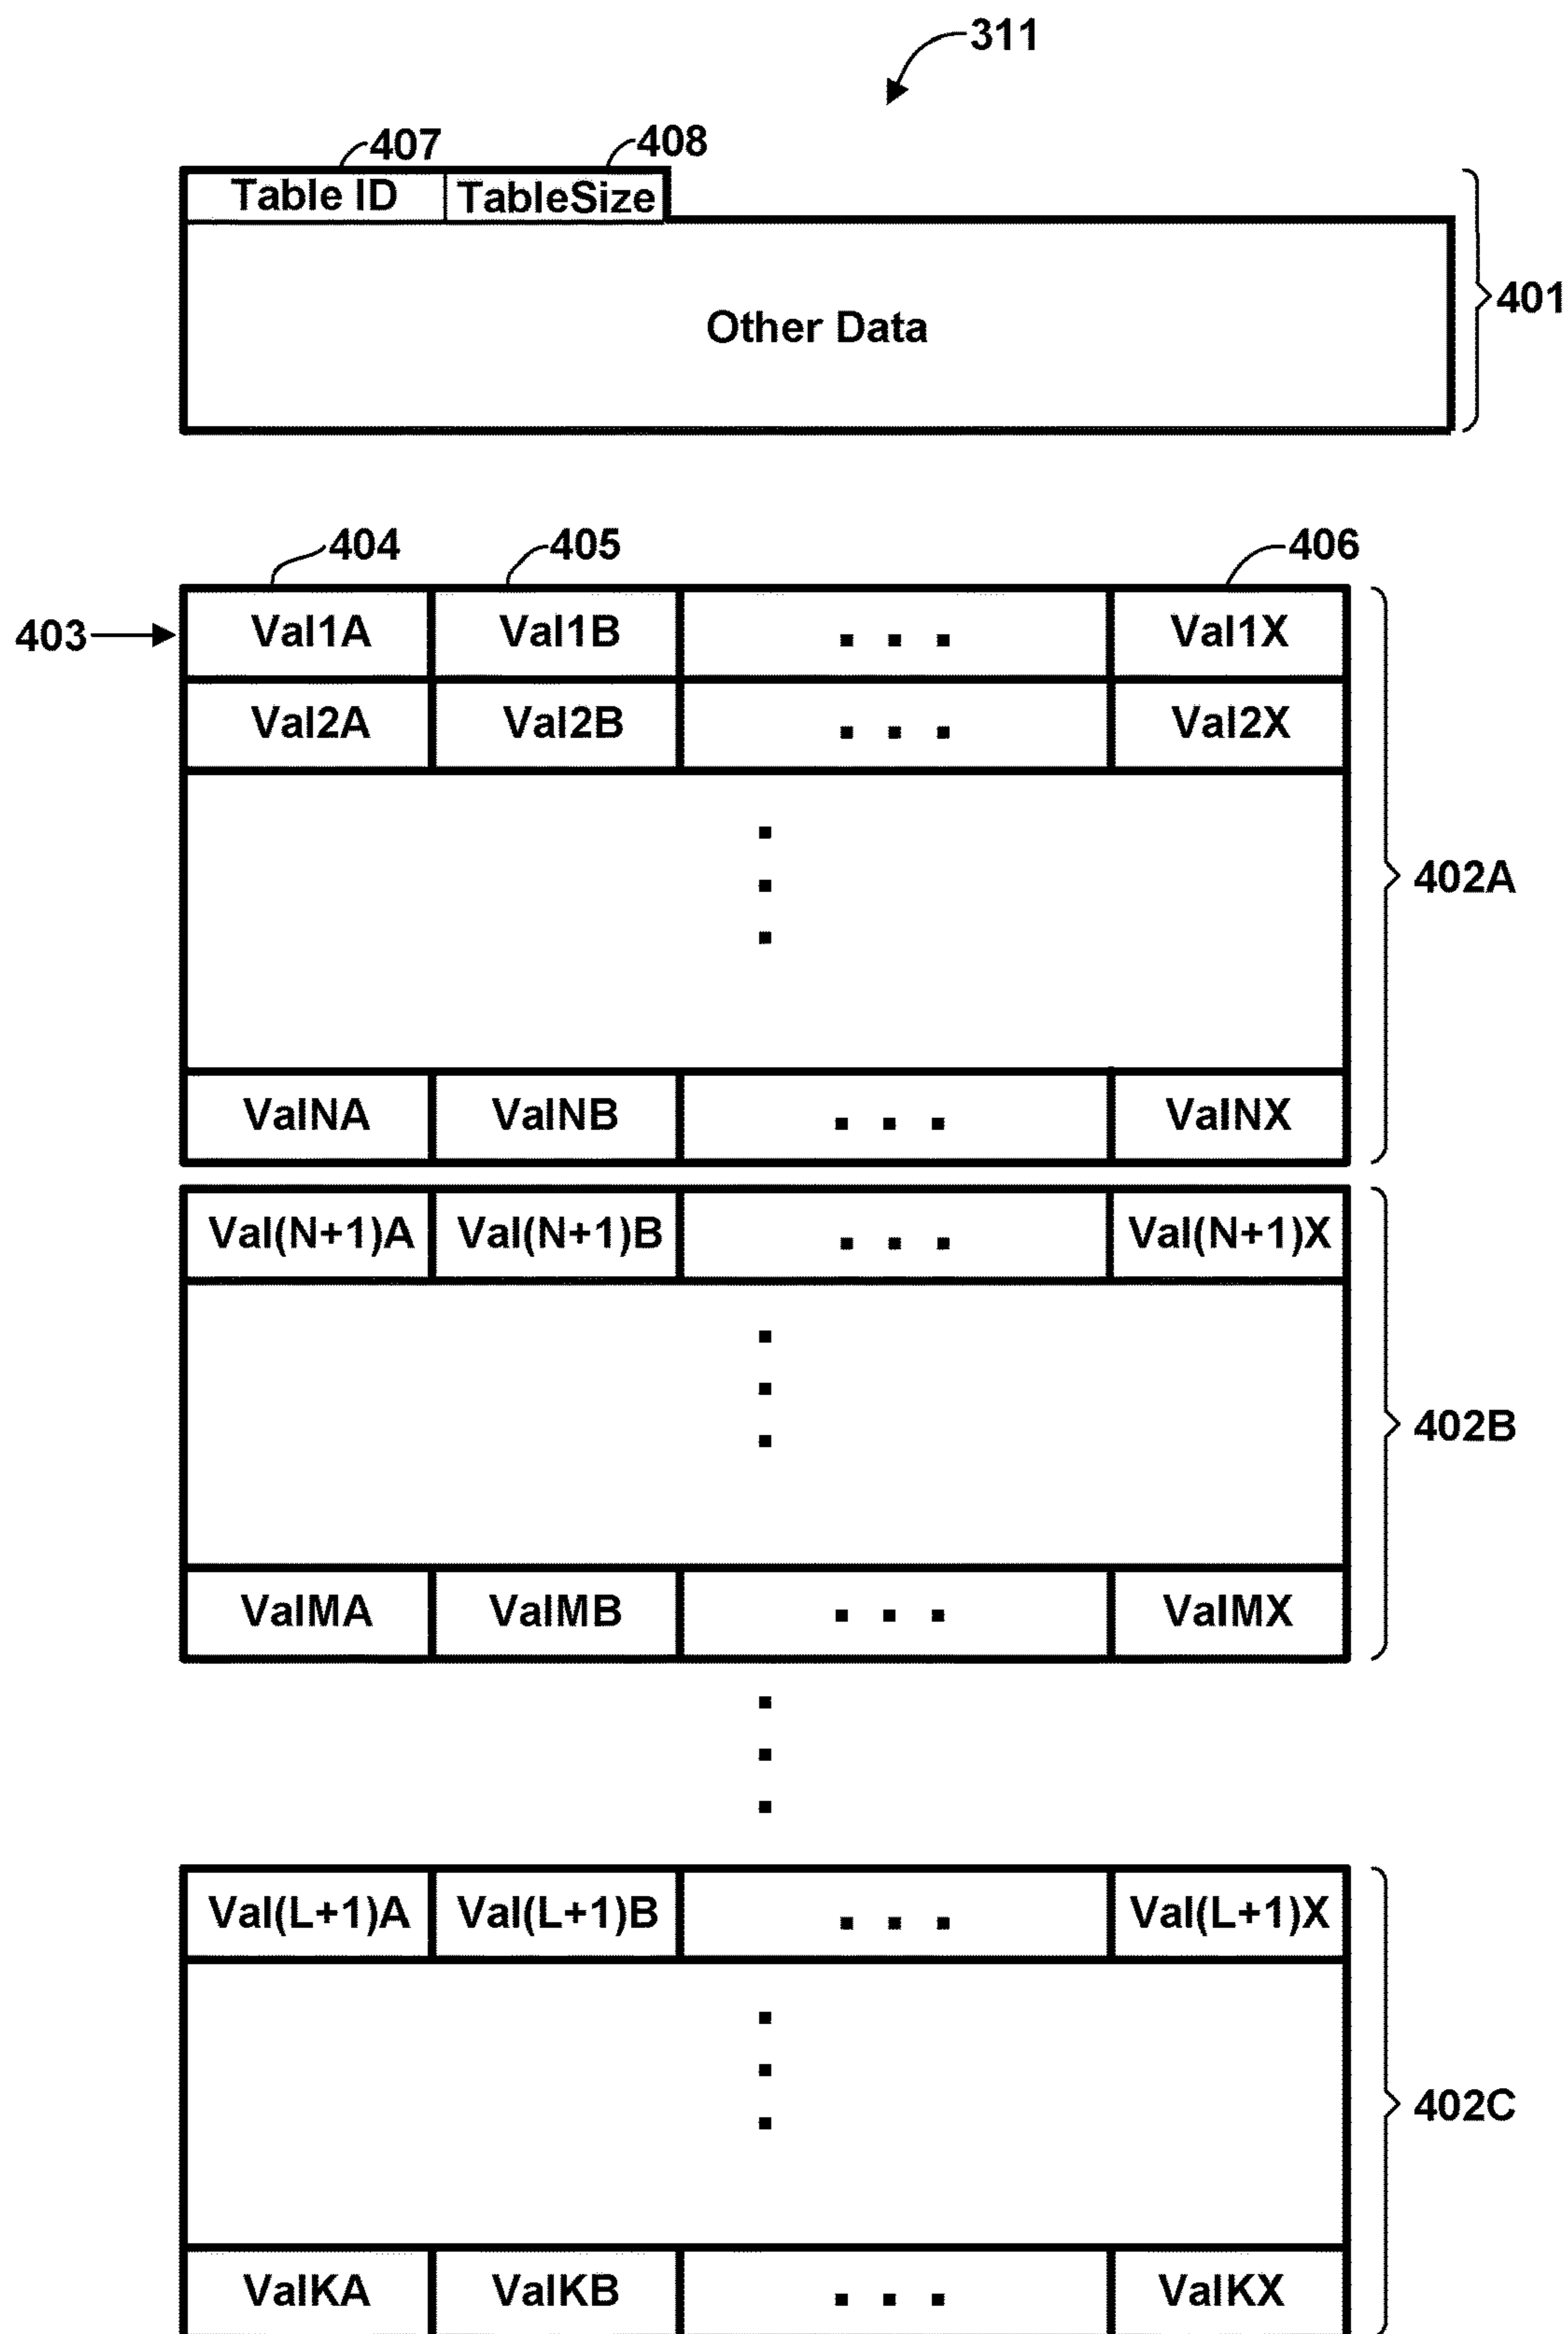 311
407 408
Table ID TableSize
Other Data
401
404 405 406
403 Val1A Val1B . . . Val1X
Val2A Val2B . . . Val2X
.
.
.
402A
ValNA ValNB . . . ValNX
Val(N+1)A Val(N+1)B . . . Val(N+1)X
.
.
.
402B
ValMA ValMB . . . ValMX
.
.
.
Val(L+1)A Val(L+1)B . . . Val(L+1)X
.
.
.
402C
ValKA ValKB . . . ValKX